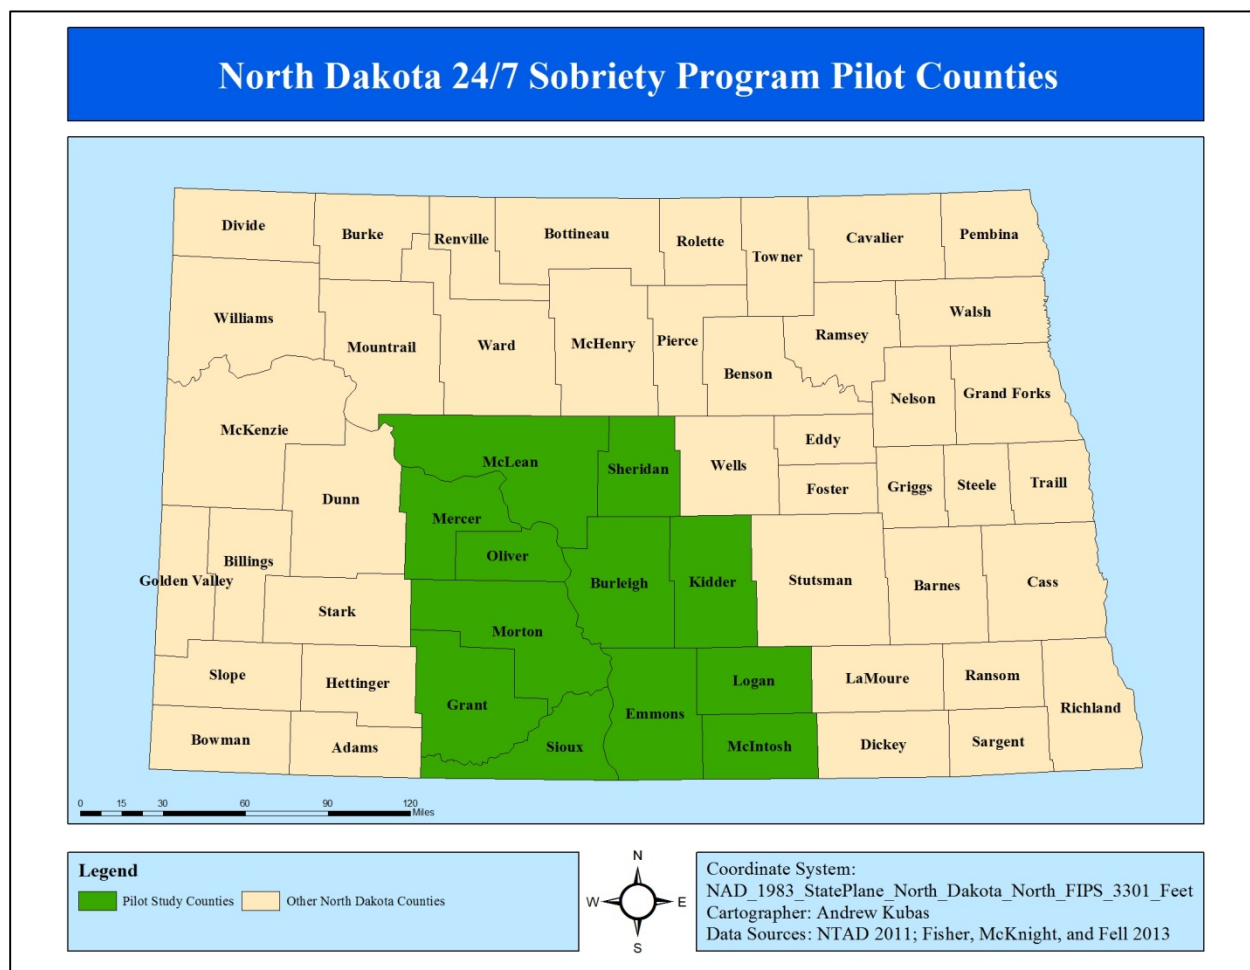 North Dakota 24/7 Sobriety Program Pilot Counties
Divide
Burke
Renville
Bottineau
Rolette
Towner
Cavalier
Pembina
Williams
Mountrail
Ward
McHenry
Pierce
Benson
Ramsey
Walsh
Nelson
Grand Forks
McKenzie
Dunn
McLean
Sheridan
Wells
Eddy
Foster
Griggs
Steele
Traill
Mercer
Oliver
Golden Valley
Billings
Stark
Burleigh
Kidder
Stutsman
Barnes
Cass
Morton
Slope
Hettinger
Grant
Logan
LaMoure
Ransom
Richland
Bowman
Adams
Sioux
Emmons
McIntosh
Dickey
Sargent
0 15 30 60 90 120
Miles
Legend
Pilot Study Counties
Other North Dakota Counties
N
W
E
S
Coordinate System:
NAD_1983_StatePlane_North_Dakota_North_FIPS_3301_Feet
Cartographer: Andrew Kubas
Data Sources: NTAD 2011; Fisher, McKnight, and Fell 2013